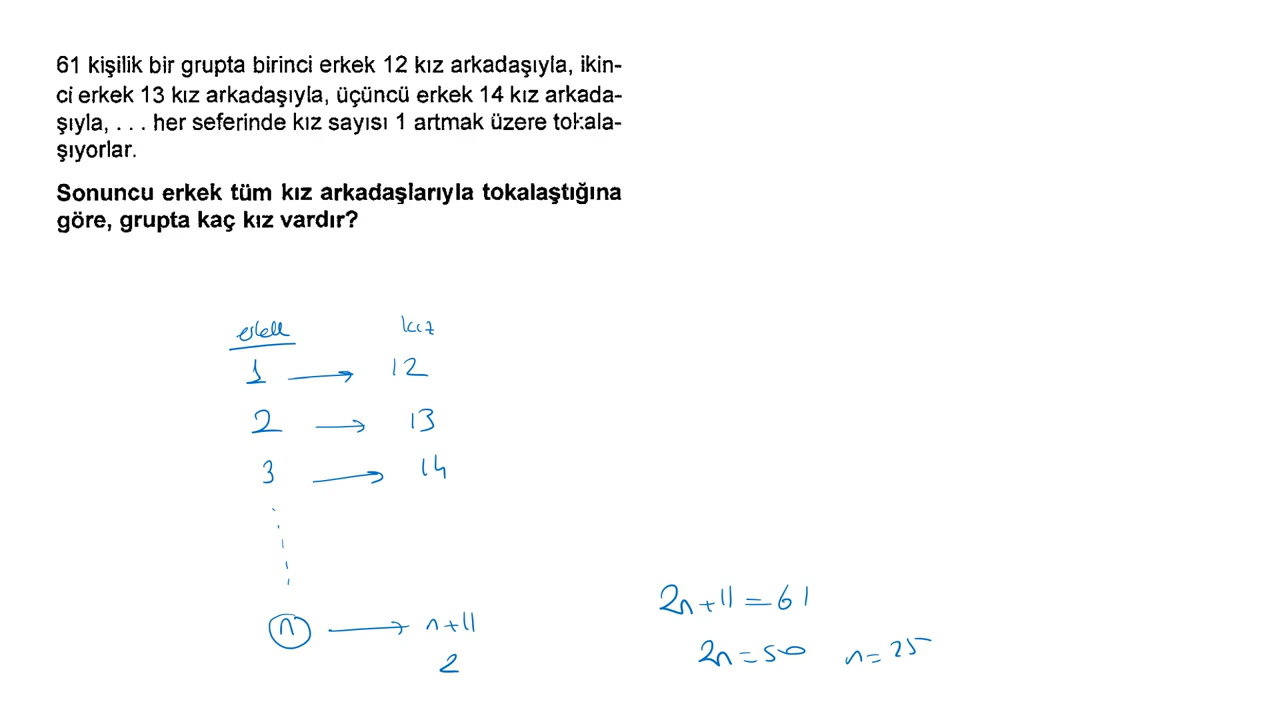 61 kişilik bir grupta birinci erkek 12 kız arkadaşıyla, ikin-
ci erkek 13 kız arkadaşıyla, üçüncü erkek 14 kız arkada-
şıyla, . . . her seferinde kız sayısı 1 artmak üzere tokala-
şıyorlar.
Sonuncu erkek tüm kız arkadaşlarıyla tokalaştığına
göre, grupta kaç kız vardır?
erkek kız
1 → 12
2 → 13
3 → 14
n → n+11
2
2n+11=61
2n=50 n=25